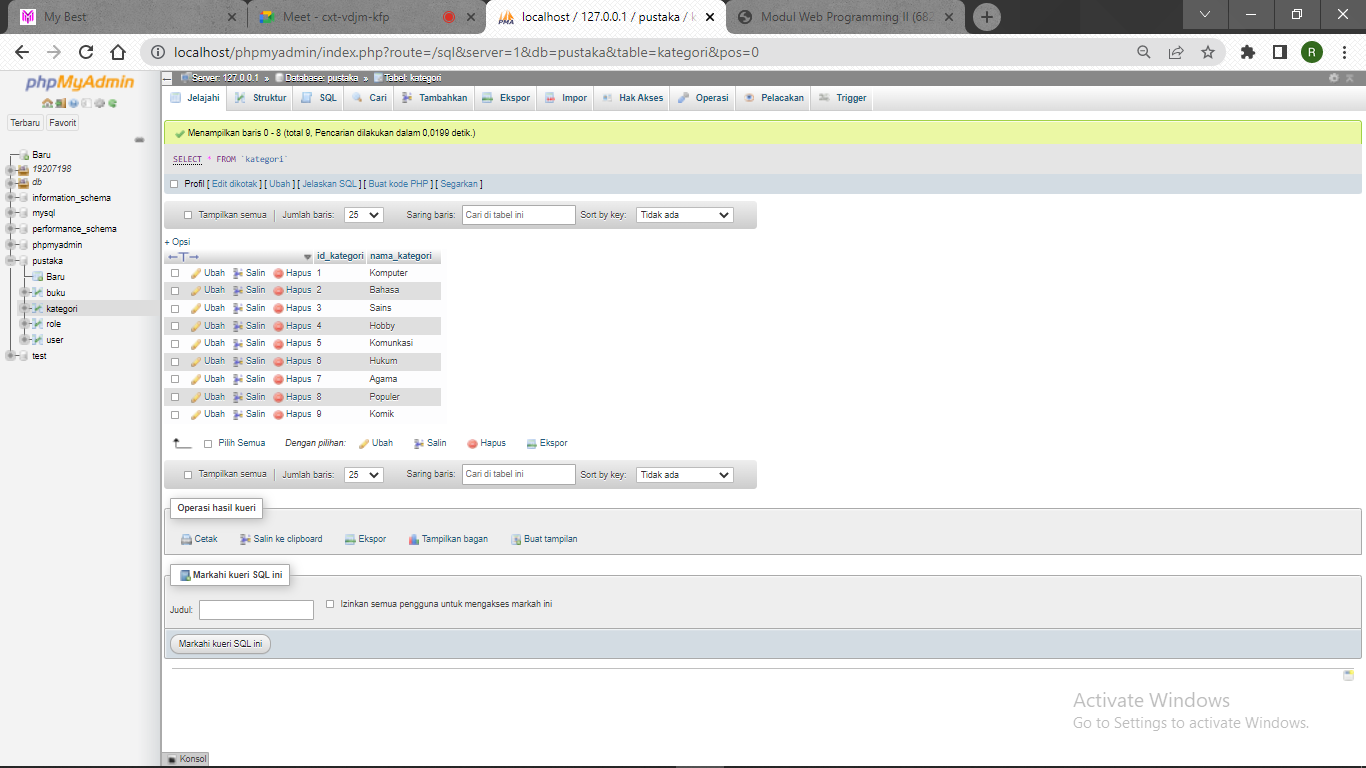 My Best
Meet - cxt-vdjm-kfp
localhost / 127.0.0.1 / pustaka / k
Modul Web Programming II (682
localhost/phpmyadmin/index.php?route=/sql&server=1&db=pustaka&table=kategori&pos=0
R
phpMyAdmin
Terbaru Favorit
Baru
19207198
db
information_schema
mysql
performance_schema
phpmyadmin
pustaka
Baru
buku
kategori
role
user
test
Server: 127.0.0.1 » Database: pustaka » Tabel: kategori
Jelajahi Struktur SQL Cari Tambahkan Ekspor Impor Hak Akses Operasi Pelacakan Trigger
Menampilkan baris 0 - 8 (total 9, Pencarian dilakukan dalam 0,0199 detik.)
SELECT * FROM `kategori`
Profil [ Edit dikotak ] [ Ubah ] [ Jelaskan SQL ] [ Buat kode PHP ] [ Segarkan ]
Tampilkan semua | Jumlah baris: 25 Saring baris: Cari di tabel ini Sort by key: Tidak ada
+ Opsi
←T→ id_kategori nama_kategori
Ubah Salin Hapus 1 Komputer
Ubah Salin Hapus 2 Bahasa
Ubah Salin Hapus 3 Sains
Ubah Salin Hapus 4 Hobby
Ubah Salin Hapus 5 Komunkasi
Ubah Salin Hapus 6 Hukum
Ubah Salin Hapus 7 Agama
Ubah Salin Hapus 8 Populer
Ubah Salin Hapus 9 Komik
Pilih Semua Dengan pilihan: Ubah Salin Hapus Ekspor
Tampilkan semua | Jumlah baris: 25 Saring baris: Cari di tabel ini Sort by key: Tidak ada
Operasi hasil kueri
Cetak Salin ke clipboard Ekspor Tampilkan bagan Buat tampilan
Markahi kueri SQL ini
Judul: Izinkan semua pengguna untuk mengakses markah ini
Markahi kueri SQL ini
Activate Windows
Go to Settings to activate Windows.
Konsol